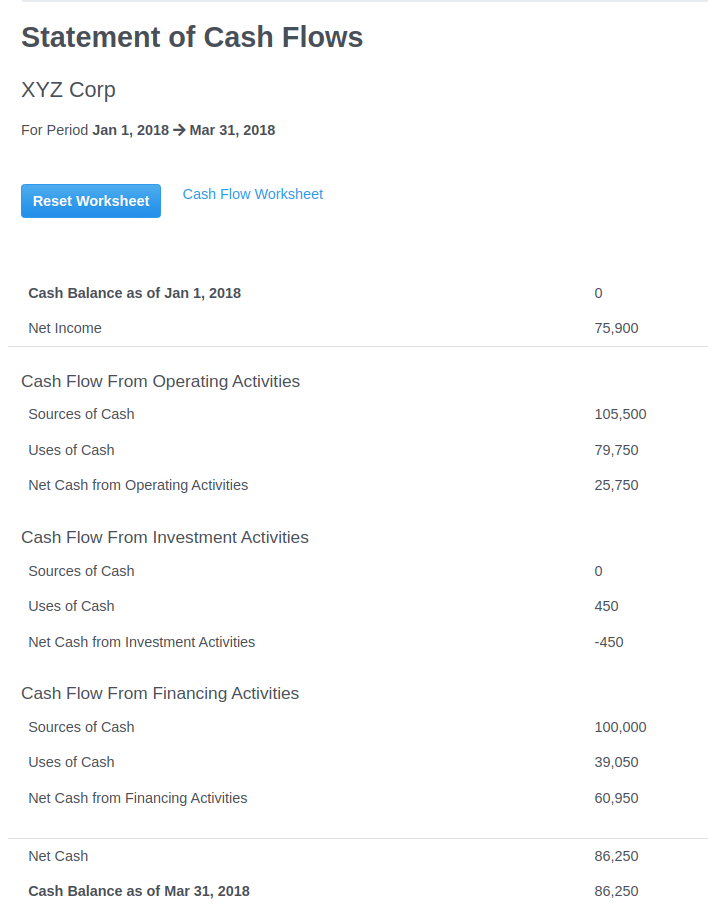 Statement of Cash Flows
XYZ Corp
For Period Jan 1, 2018 → Mar 31, 2018
Reset Worksheet Cash Flow Worksheet
Cash Balance as of Jan 1, 2018 0
Net Income 75,900
Cash Flow From Operating Activities
Sources of Cash 105,500
Uses of Cash 79,750
Net Cash from Operating Activities 25,750
Cash Flow From Investment Activities
Sources of Cash 0
Uses of Cash 450
Net Cash from Investment Activities -450
Cash Flow From Financing Activities
Sources of Cash 100,000
Uses of Cash 39,050
Net Cash from Financing Activities 60,950
Net Cash 86,250
Cash Balance as of Mar 31, 2018 86,250